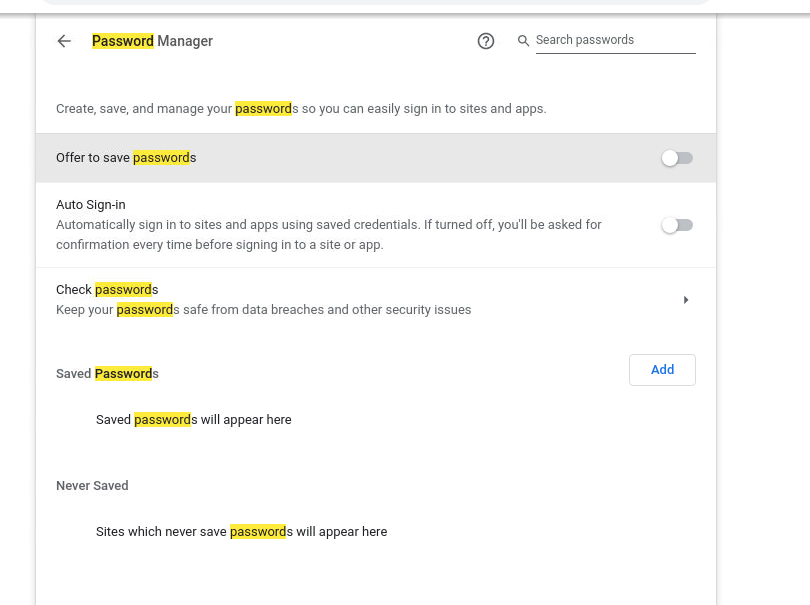 Password Manager
Search passwords
Create, save, and manage your passwords so you can easily sign in to sites and apps.
Offer to save passwords
Auto Sign-in
Automatically sign in to sites and apps using saved credentials. If turned off, you'll be asked for
confirmation every time before signing in to a site or app.
Check passwords
Keep your passwords safe from data breaches and other security issues
Saved Passwords
Add
Saved passwords will appear here
Never Saved
Sites which never save passwords will appear here